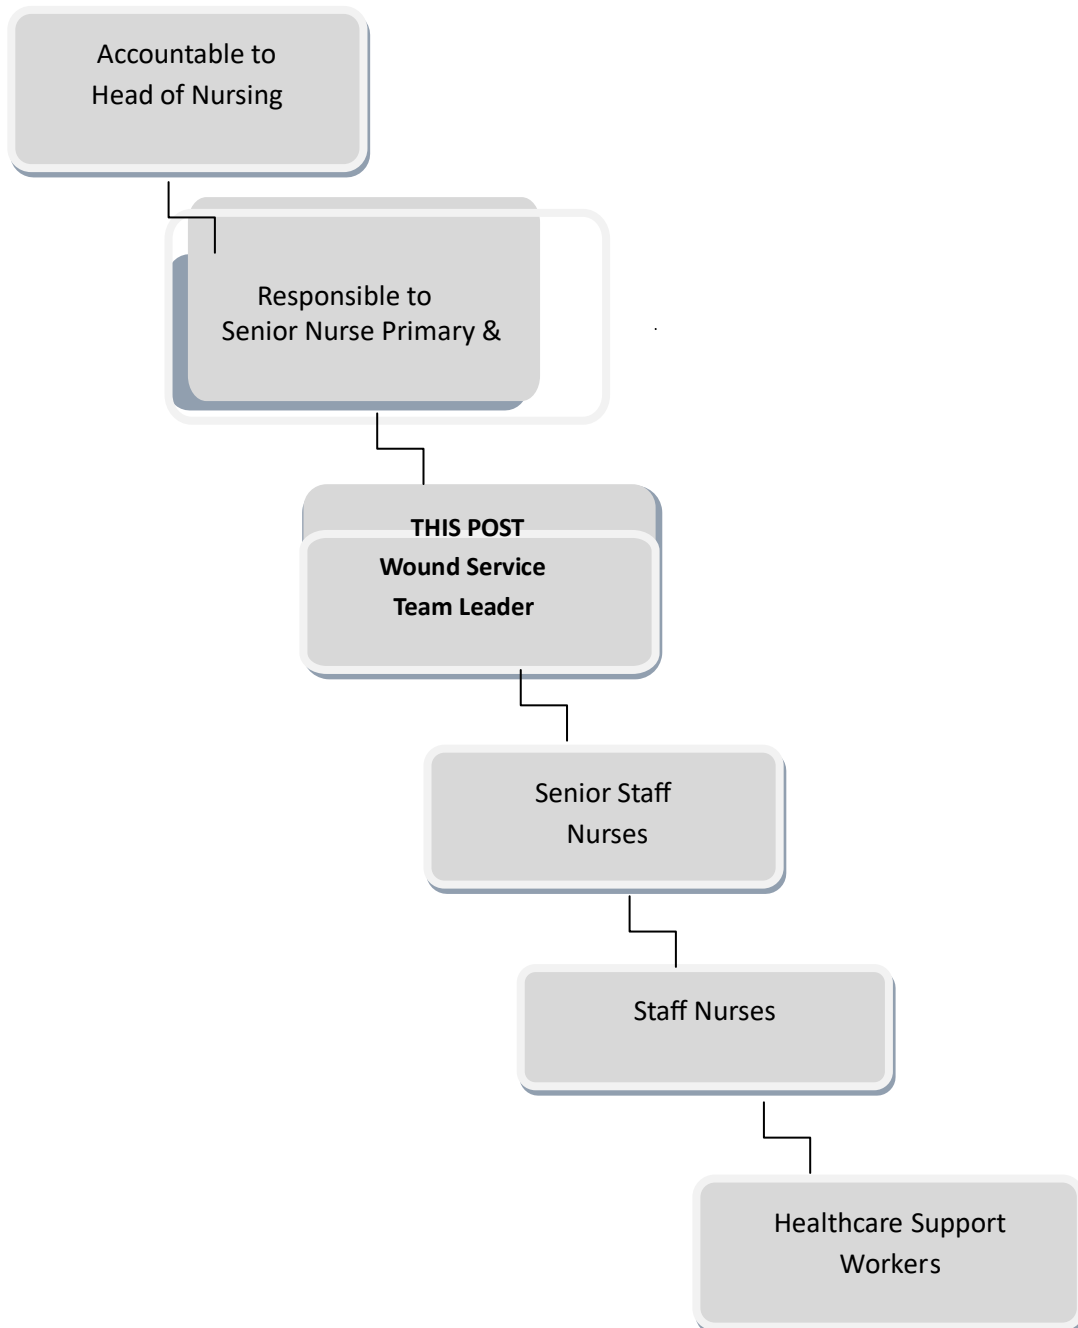 Accountable to
Head of Nursing
Responsible to
Senior Nurse Primary &
.
THIS POST
Wound Service
Team Leader
Senior Staff
Nurses
Staff Nurses
Healthcare Support
Workers